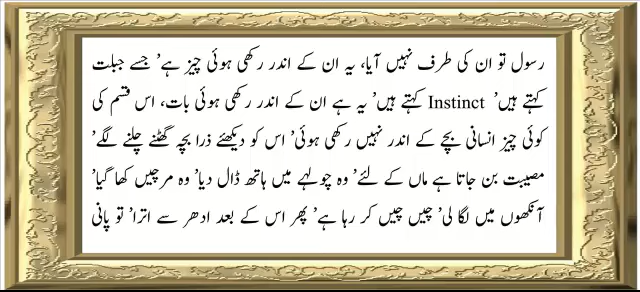 رسول تو ان کی طرف نہیں آیا، یہ ان کے اندر رکھی ہوئی چیز ہے’ جسے جبلت
کہتے ہیں’ Instinct کہتے ہیں’ یہ ہے ان کے اندر رکھی ہوئی بات، اس قسم کی
کوئی چیز انسانی بچے کے اندر نہیں رکھی ہوئی’ اس کو دیکھئے ذرا بچہ گھٹنے چلنے لگے’
مصیبت بن جاتا ہے ماں کے لئے’ وہ چولہے میں ہاتھ ڈال دیا’ وہ مرچیں کھا گیا’
آنکھوں میں لگا لی’ چیں چیں کر رہا ہے’ پھر اس کے بعد ادھر سے اترا’ تو پانی